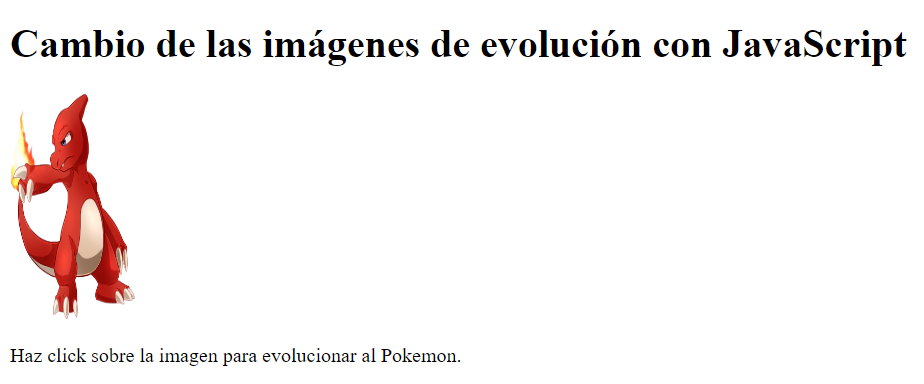 Cambio de las imágenes de evolución con JavaScript
Haz click sobre la imagen para evolucionar al Pokemon.